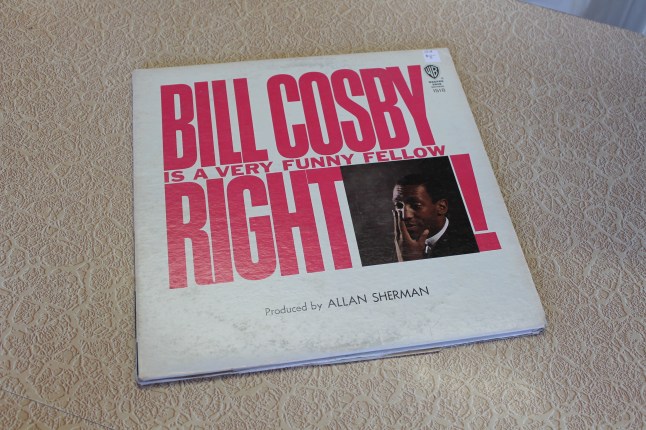 BILL COSBY
IS A VERY FUNNY FELLOW
RIGHT!
Produced by ALLAN SHERMAN